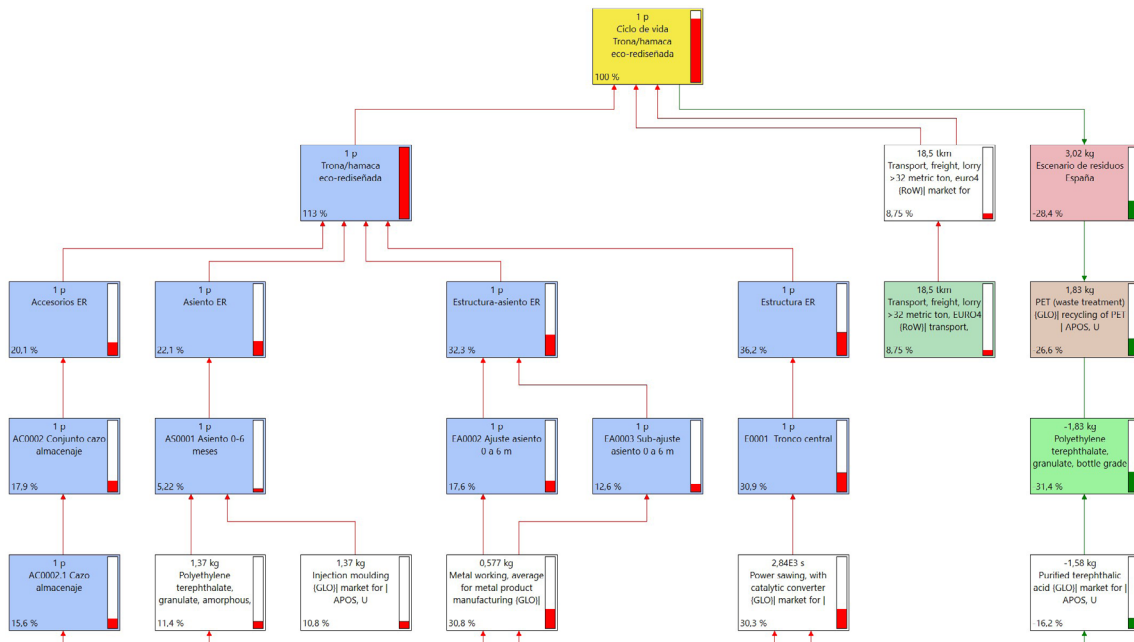 1 p
Ciclo de vida
Trona/hamaca
eco-rediseñada
100 %
1 p
Trona/hamaca
eco-rediseñada
113 %
18,5 tkm
Transport, freight, lorry
>32 metric ton, euro4
{RoW}| market for
8,75 %
3,02 kg
Escenario de residuos
España
-28,4 %
1 p
Accesorios ER
20,1 %
1 p
Asiento ER
22,1 %
1 p
Estructura-asiento ER
32,3 %
1 p
Estructura ER
36,2 %
18,5 tkm
Transport, freight, lorry
>32 metric ton, EURO4
{RoW}| transport,
8,75 %
1,83 kg
PET (waste treatment)
{GLO}| recycling of PET
| APOS, U
26,6 %
1 p
AC0002 Conjunto cazo
almacenaje
17,9 %
1 p
AS0001 Asiento 0-6
meses
5,22 %
1 p
EA0002 Ajuste asiento
0 a 6 m
17,6 %
1 p
EA0003 Sub-ajuste
asiento 0 a 6 m
12,6 %
1 p
E0001  Tronco central
30,9 %
-1,83 kg
Polyethylene
terephthalate,
granulate, bottle grade
31,4 %
1 p
AC0002.1 Cazo
almacenaje
15,6 %
1,37 kg
Polyethylene
terephthalate,
granulate, amorphous,
11,4 %
1,37 kg
Injection moulding
{GLO}| market for |
APOS, U
10,8 %
0,577 kg
Metal working, average
for metal product
manufacturing {GLO}|
30,8 %
2,84E3 s
Power sawing, with
catalytic converter
{GLO}| market for |
30,3 %
-1,58 kg
Purified terephthalic
acid {GLO}| market for |
APOS, U
-16,2 %